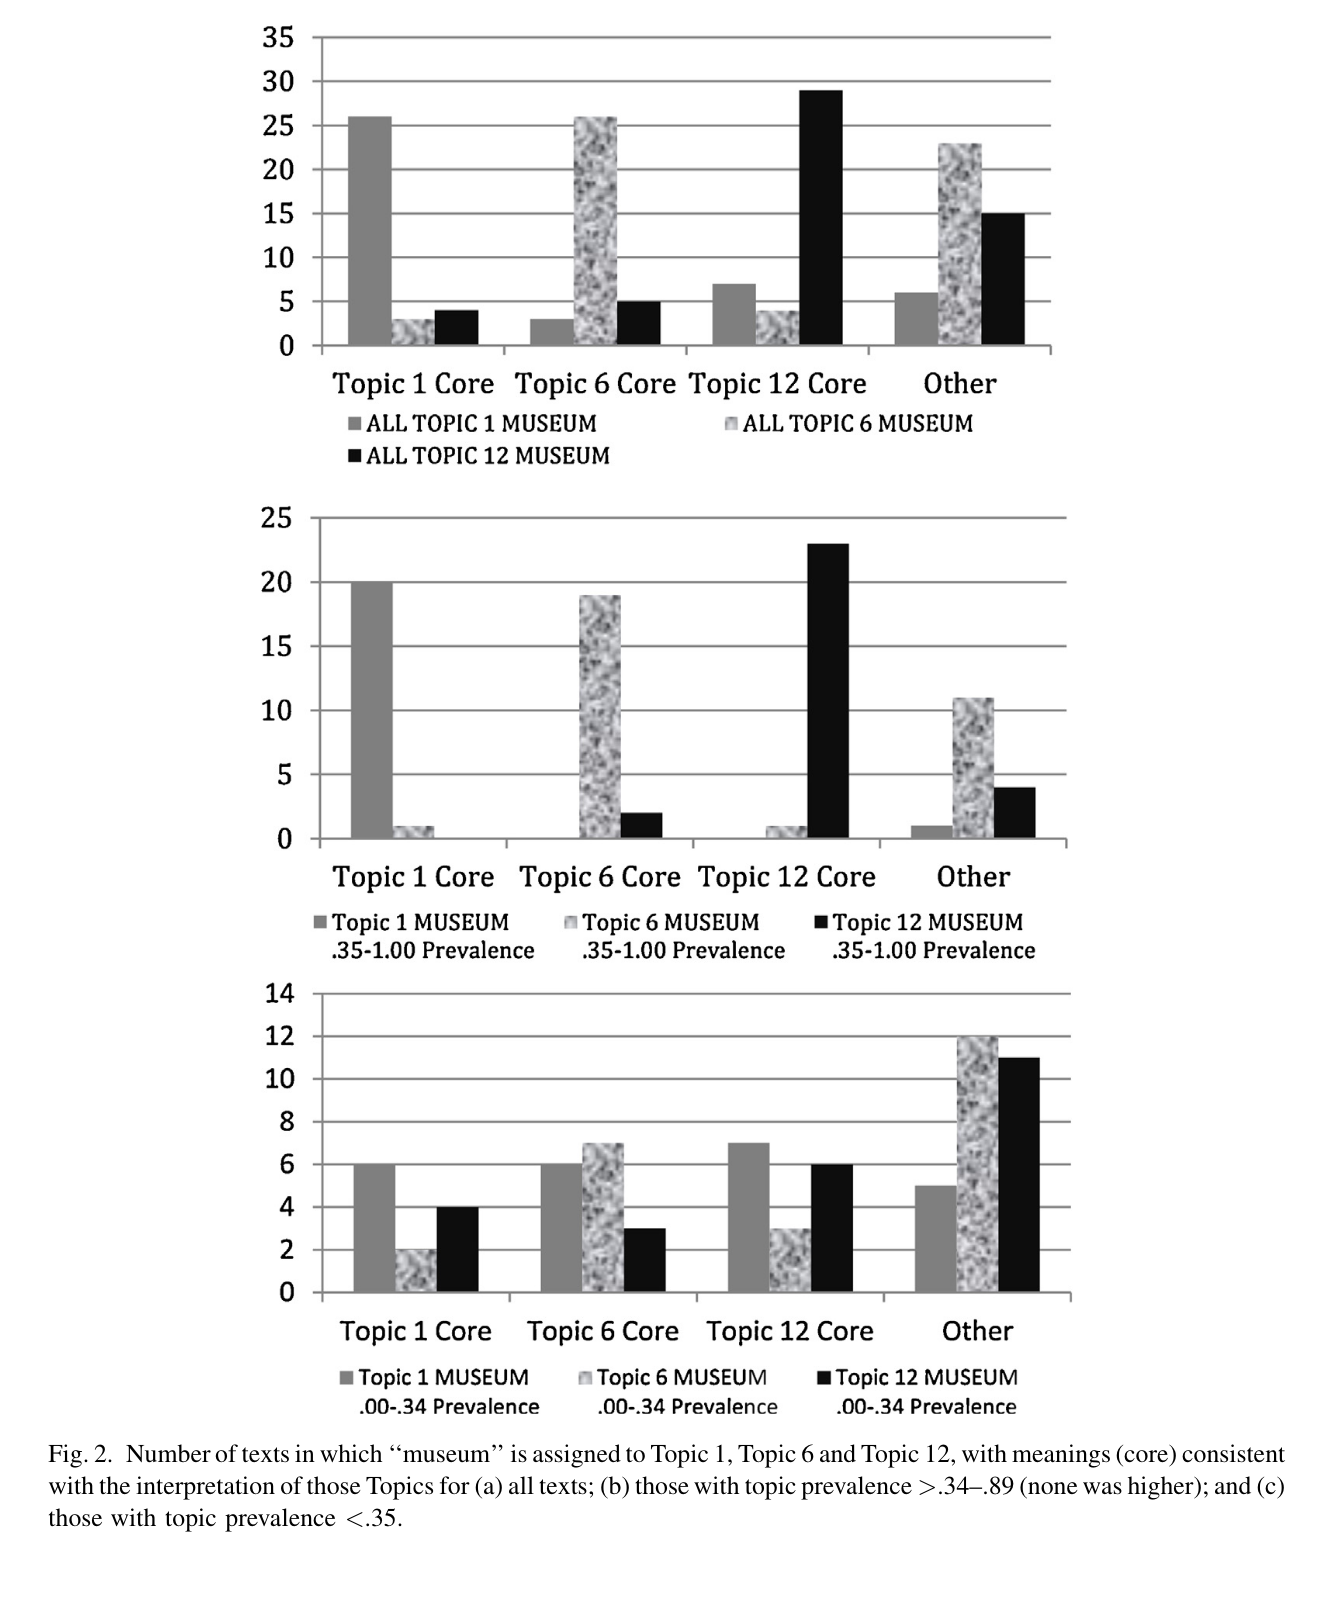 35
30
25
20
15
10
5
0
Topic 1 Core Topic 6 Core Topic 12 Core Other
ALL TOPIC 1 MUSEUM ALL TOPIC 6 MUSEUM
ALL TOPIC 12 MUSEUM
25
20
15
10
5
0
Topic 1 Core Topic 6 Core Topic 12 Core Other
Topic 1 MUSEUM Topic 6 MUSEUM Topic 12 MUSEUM
.35-1.00 Prevalence .35-1.00 Prevalence .35-1.00 Prevalence
14
12
10
8
6
4
2
0
Topic 1 Core Topic 6 Core Topic 12 Core Other
Topic 1 MUSEUM Topic 6 MUSEUM Topic 12 MUSEUM
.00-.34 Prevalence .00-.34 Prevalence .00-.34 Prevalence
Fig. 2. Number of texts in which ‘‘museum’’ is assigned to Topic 1, Topic 6 and Topic 12, with meanings (core) consistent
with the interpretation of those Topics for (a) all texts; (b) those with topic prevalence >.34–.89 (none was higher); and (c)
those with topic prevalence <.35.